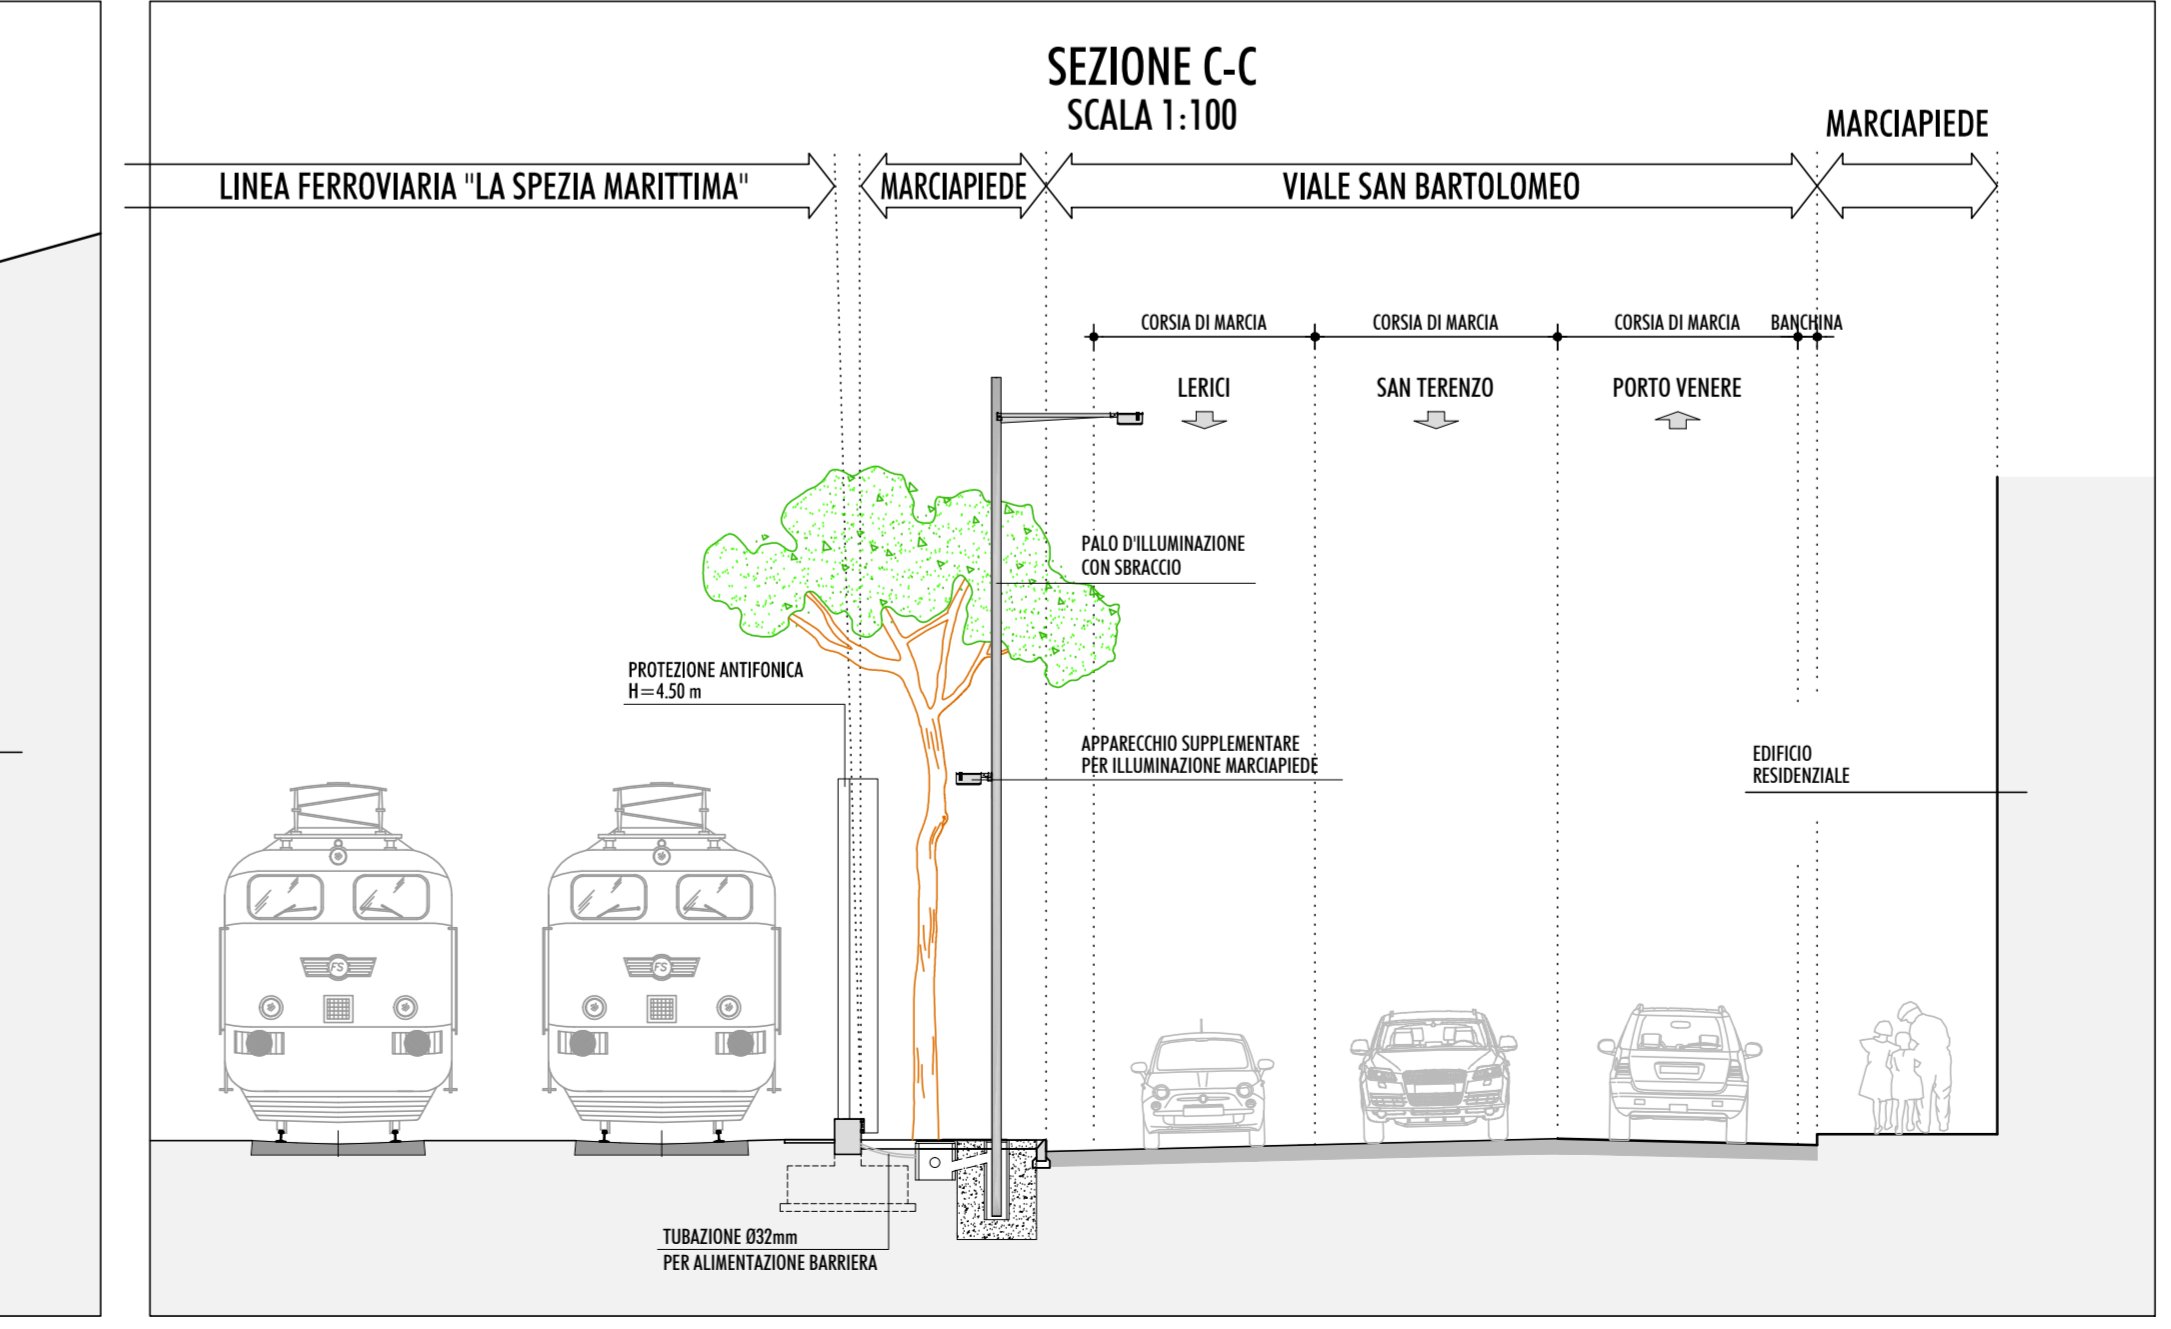 SEZIONE C-C
SCALA 1:100
MARCIAPIEDE
LINEA FERROVIARIA "LA SPEZIA MARITTIMA"
MARCIAPIEDE
VIALE SAN BARTOLOMEO
CORSIA DI MARCIA
CORSIA DI MARCIA
CORSIA DI MARCIA
BANCHINA
LERICI
SAN TERENZO
PORTO VENERE
PALO D'ILLUMINAZIONE
CON SBRACCIO
PROTEZIONE ANTIFONICA
H=4.50 m
APPARECCHIO SUPPLEMENTARE
PER ILLUMINAZIONE MARCIAPIEDE
EDIFICIO
RESIDENZIALE
FS
FS
TUBAZIONE Ø32mm
PER ALIMENTAZIONE BARRIERA